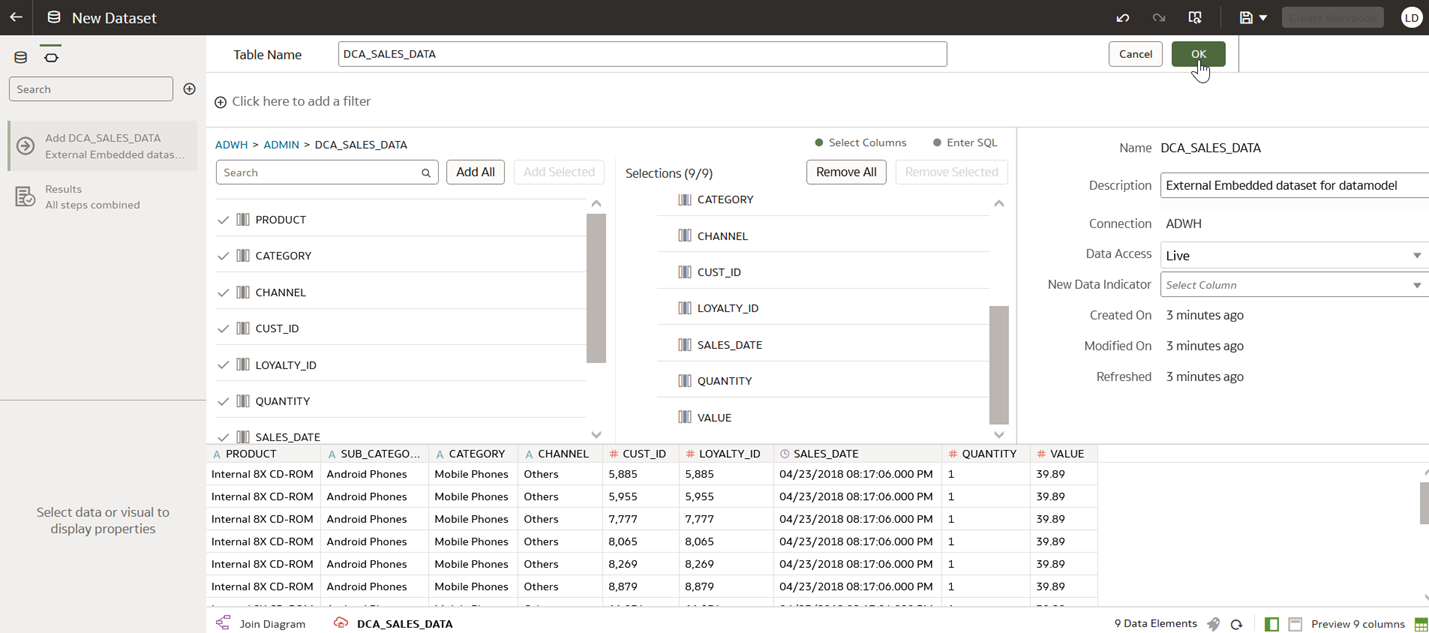 New Dataset
Create Workbook
LD
Table Name
DCA_SALES_DATA
Cancel
OK
Search
Click here to add a filter
Add DCA_SALES_DATA
External Embedded datas...
Results
All steps combined
Select data or visual to
display properties
ADWH > ADMIN > DCA_SALES_DATA
Select Columns
Enter SQL
Search
Add All
Add Selected
Selections (9/9)
Remove All
Remove Selected
PRODUCT
CATEGORY
CHANNEL
CUST_ID
LOYALTY_ID
QUANTITY
SALES_DATE
CATEGORY
CHANNEL
CUST_ID
LOYALTY_ID
SALES_DATE
QUANTITY
VALUE
Name DCA_SALES_DATA
Description External Embedded dataset for datamodel
Connection ADWH
Data Access Live
New Data Indicator Select Column
Created On 3 minutes ago
Modified On 3 minutes ago
Refreshed 3 minutes ago
A PRODUCT A SUB_CATEGO... A CATEGORY A CHANNEL # CUST_ID # LOYALTY_ID SALES_DATE # QUANTITY # VALUE
Internal 8X CD-ROM Android Phones Mobile Phones Others 5,885 5,885 04/23/2018 08:17:06.000 PM 1 39.89
Internal 8X CD-ROM Android Phones Mobile Phones Others 5,955 5,955 04/23/2018 08:17:06.000 PM 1 39.89
Internal 8X CD-ROM Android Phones Mobile Phones Others 7,777 7,777 04/23/2018 08:17:06.000 PM 1 39.89
Internal 8X CD-ROM Android Phones Mobile Phones Others 8,065 8,065 04/23/2018 08:17:06.000 PM 1 39.89
Internal 8X CD-ROM Android Phones Mobile Phones Others 8,269 8,269 04/23/2018 08:17:06.000 PM 1 39.89
Internal 8X CD-ROM Android Phones Mobile Phones Others 8,879 8,879 04/23/2018 08:17:06.000 PM 1 39.89
Join Diagram
DCA_SALES_DATA
9 Data Elements
Preview 9 columns